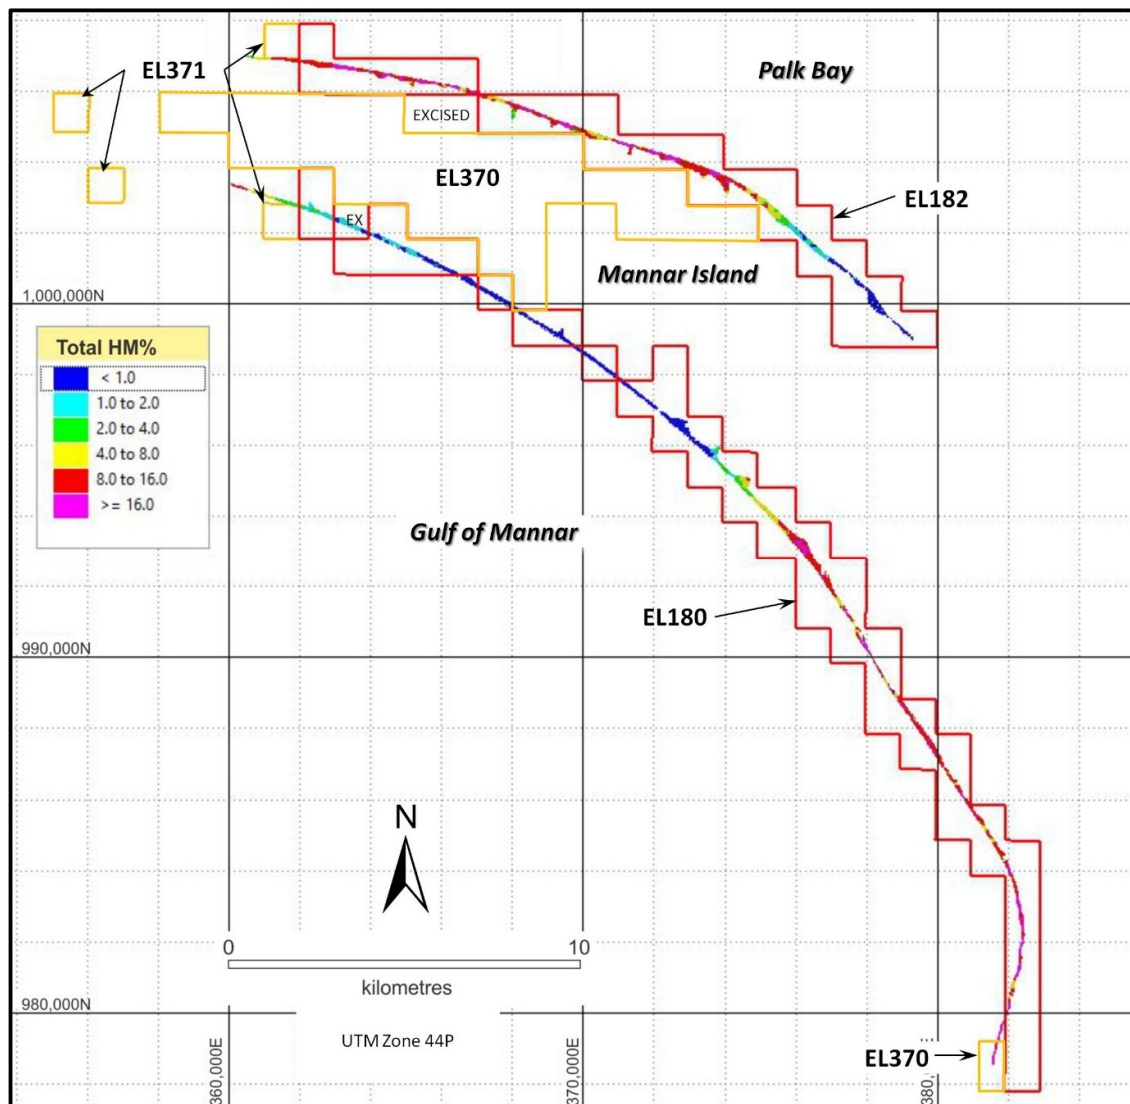 Palk Bay
EL371
EXCISED
EL370
EL182
EX
Mannar Island
1,000,000N
Total HM%
< 1.0
1.0 to 2.0
2.0 to 4.0
4.0 to 8.0
8.0 to 16.0
>= 16.0
Gulf of Mannar
EL180
990,000N
N
0 10
kilometres
980,000N
UTM Zone 44P
EL370
360,000E
370,000E